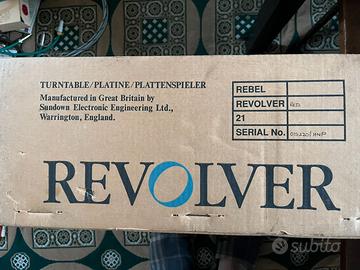 TURNTABLE/PLATINE/PLATTENSPIELER
Manufactured in Great Britain by
Sundown Electronic Engineering Ltd.,
Warrington, England.
REBEL
REVOLVER RED
21
SERIAL No.
REVOLVER
subito